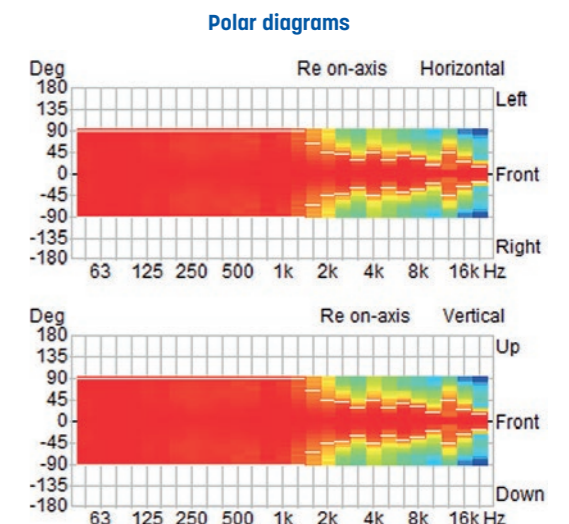 Polar diagrams
Deg Re on-axis Horizontal
180
135
90
45
0
-45
-90
-135
-180
Left
Front
Right
63 125 250 500 1k 2k 4k 8k 16k Hz
Deg Re on-axis Vertical
180
135
90
45
0
-45
-90
-135
-180
Up
Front
Down
63 125 250 500 1k 2k 4k 8k 16k Hz